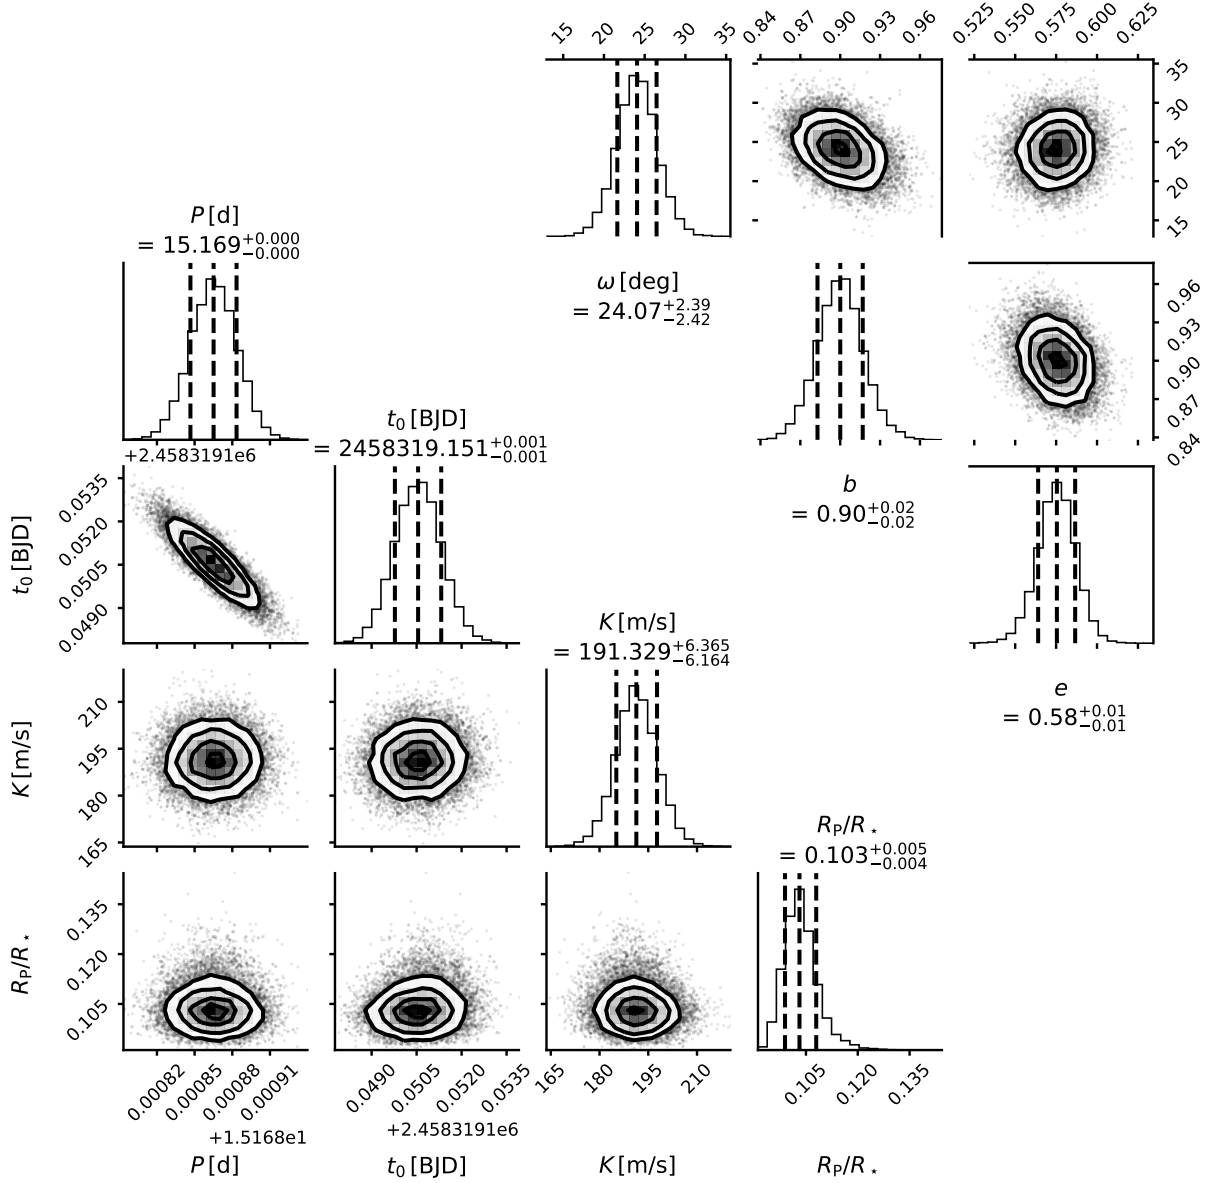 15 20 25 30 35
0.84 0.87 0.90 0.93 0.96
0.525 0.550 0.575 0.600 0.625
35
30
25
20
15
P [d]
= 15.169+0.000 −0.000
ω [deg]
= 24.07+2.39 −2.42
0.96
0.93
0.90
0.87
0.84
t0 [BJD]
= 2458319.151+0.001 −0.001
+2.4583191e6
b
= 0.90+0.02 −0.02
t0 [BJD]
0.0535
0.0520
0.0505
0.0490
K [m/s]
= 191.329+6.365 −6.164
e
= 0.58+0.01 −0.01
K [m/s]
210
195
180
165
RP/R⋆
= 0.103+0.005 −0.004
RP/R⋆
0.135
0.120
0.105
0.00082 0.00085 0.00088 0.00091
0.0490 0.0505 0.0520 0.0535
165 180 195 210
0.105 0.120 0.135
+1.5168e1
+2.4583191e6
P [d]
t0 [BJD]
K [m/s]
RP/R⋆